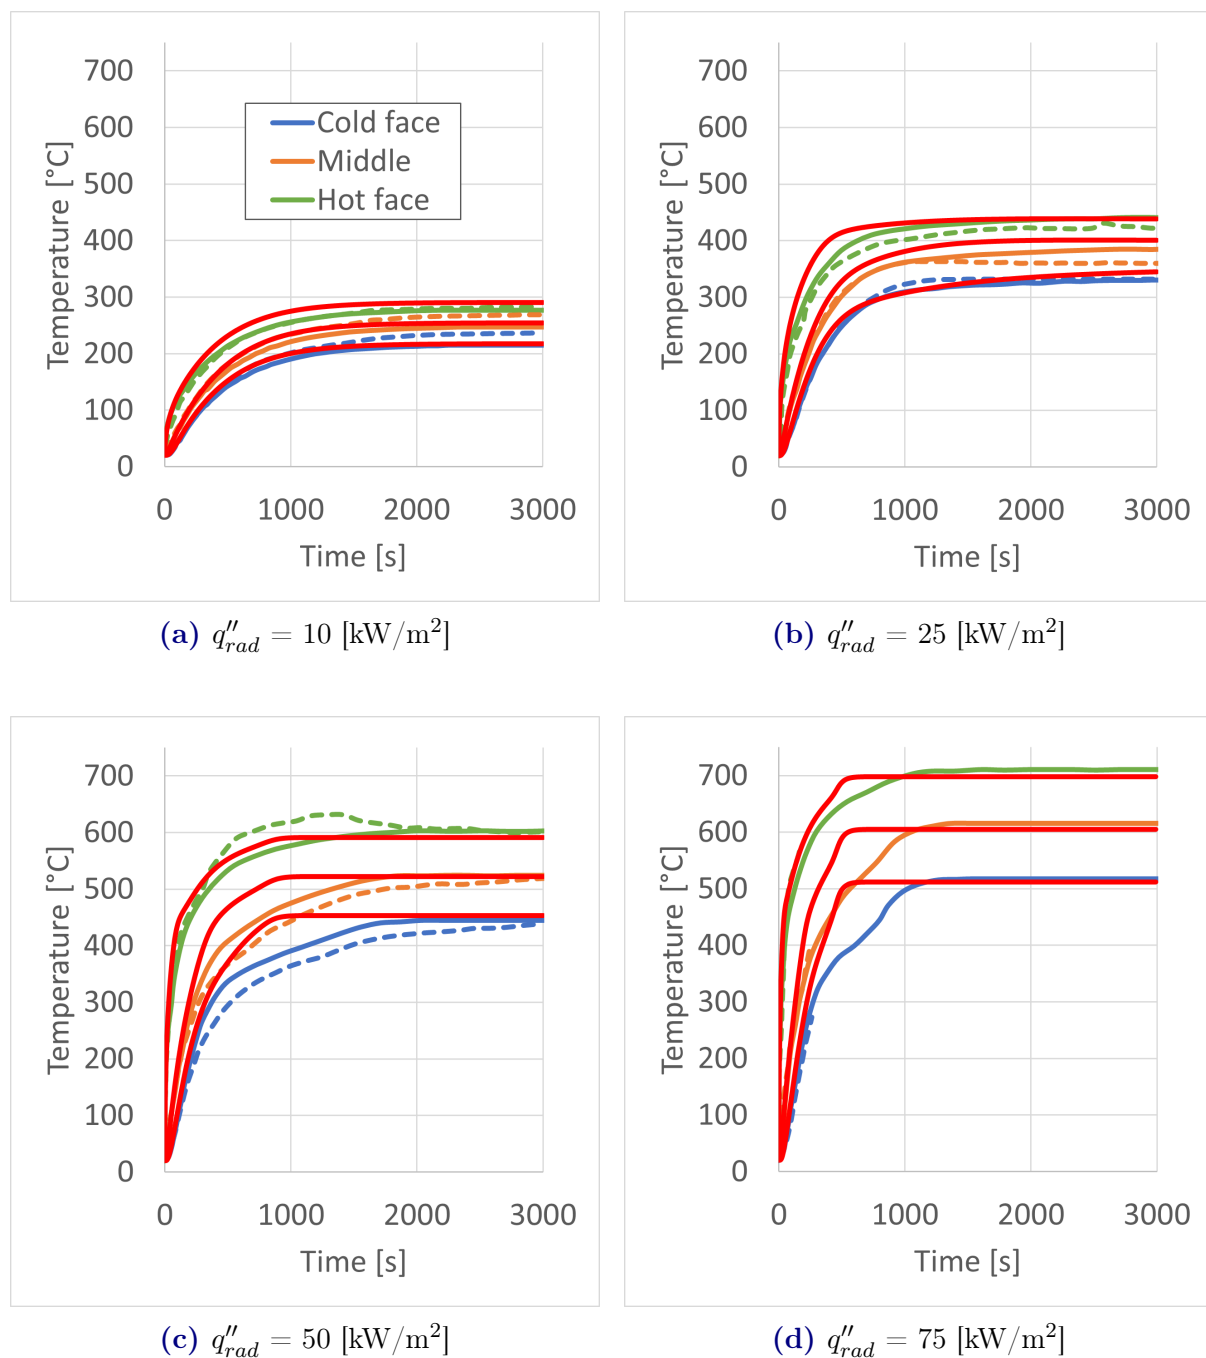 700
600
500
400
300
200
100
0
Temperature [°C]
Cold face
Middle
Hot face
0 1000 2000 3000
Time [s]
(a) q″rad = 10 [kW/m²]
700
600
500
400
300
200
100
0
Temperature [°C]
0 1000 2000 3000
Time [s]
(b) q″rad = 25 [kW/m²]
700
600
500
400
300
200
100
0
Temperature [°C]
0 1000 2000 3000
Time [s]
(c) q″rad = 50 [kW/m²]
700
600
500
400
300
200
100
0
Temperature [°C]
0 1000 2000 3000
Time [s]
(d) q″rad = 75 [kW/m²]